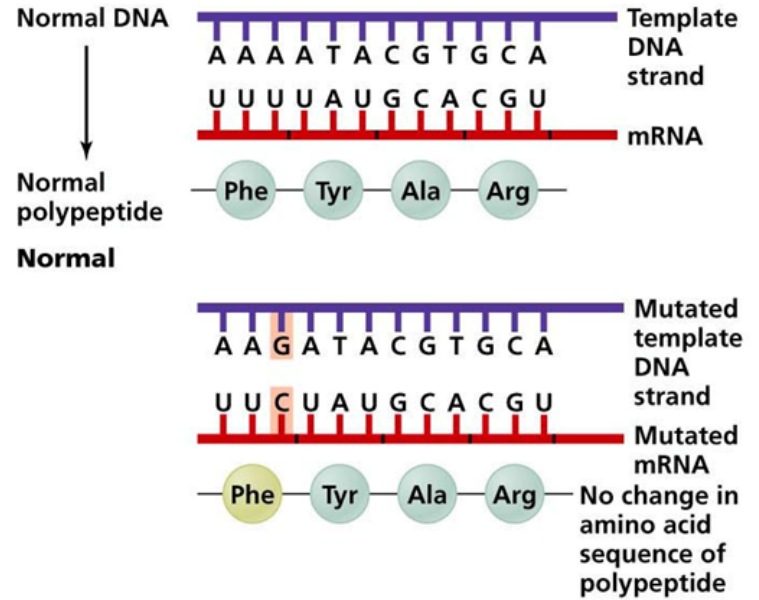 Normal DNA
Template
DNA
strand
A A A A T A C G T G C A
U U U U A U G C A C G U
mRNA
Normal
polypeptide
Phe Tyr Ala Arg
Normal
Mutated
template
DNA
strand
A A G A T A C G T G C A
U U C U A U G C A C G U
Mutated
mRNA
Phe Tyr Ala Arg
No change in
amino acid
sequence of
polypeptide